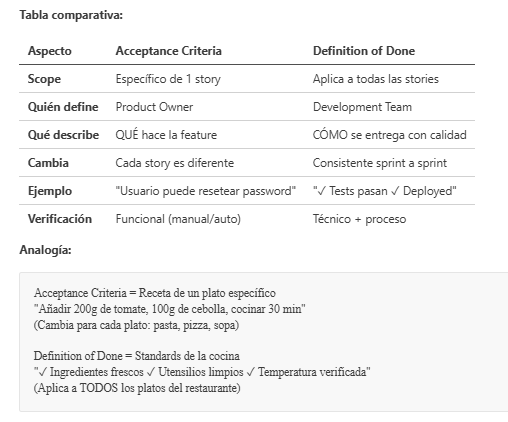 Tabla comparativa:
Aspecto Acceptance Criteria Definition of Done
Scope Específico de 1 story Aplica a todas las stories
Quién define Product Owner Development Team
Qué describe QUÉ hace la feature CÓMO se entrega con calidad
Cambia Cada story es diferente Consistente sprint a sprint
Ejemplo "Usuario puede resetear password" "✓ Tests pasan ✓ Deployed"
Verificación Funcional (manual/auto) Técnico + proceso
Analogía:
Acceptance Criteria = Receta de un plato específico
"Añadir 200g de tomate, 100g de cebolla, cocinar 30 min"
(Cambia para cada plato: pasta, pizza, sopa)
Definition of Done = Standards de la cocina
"✓ Ingredientes frescos ✓ Utensilios limpios ✓ Temperatura verificada"
(Aplica a TODOS los platos del restaurante)